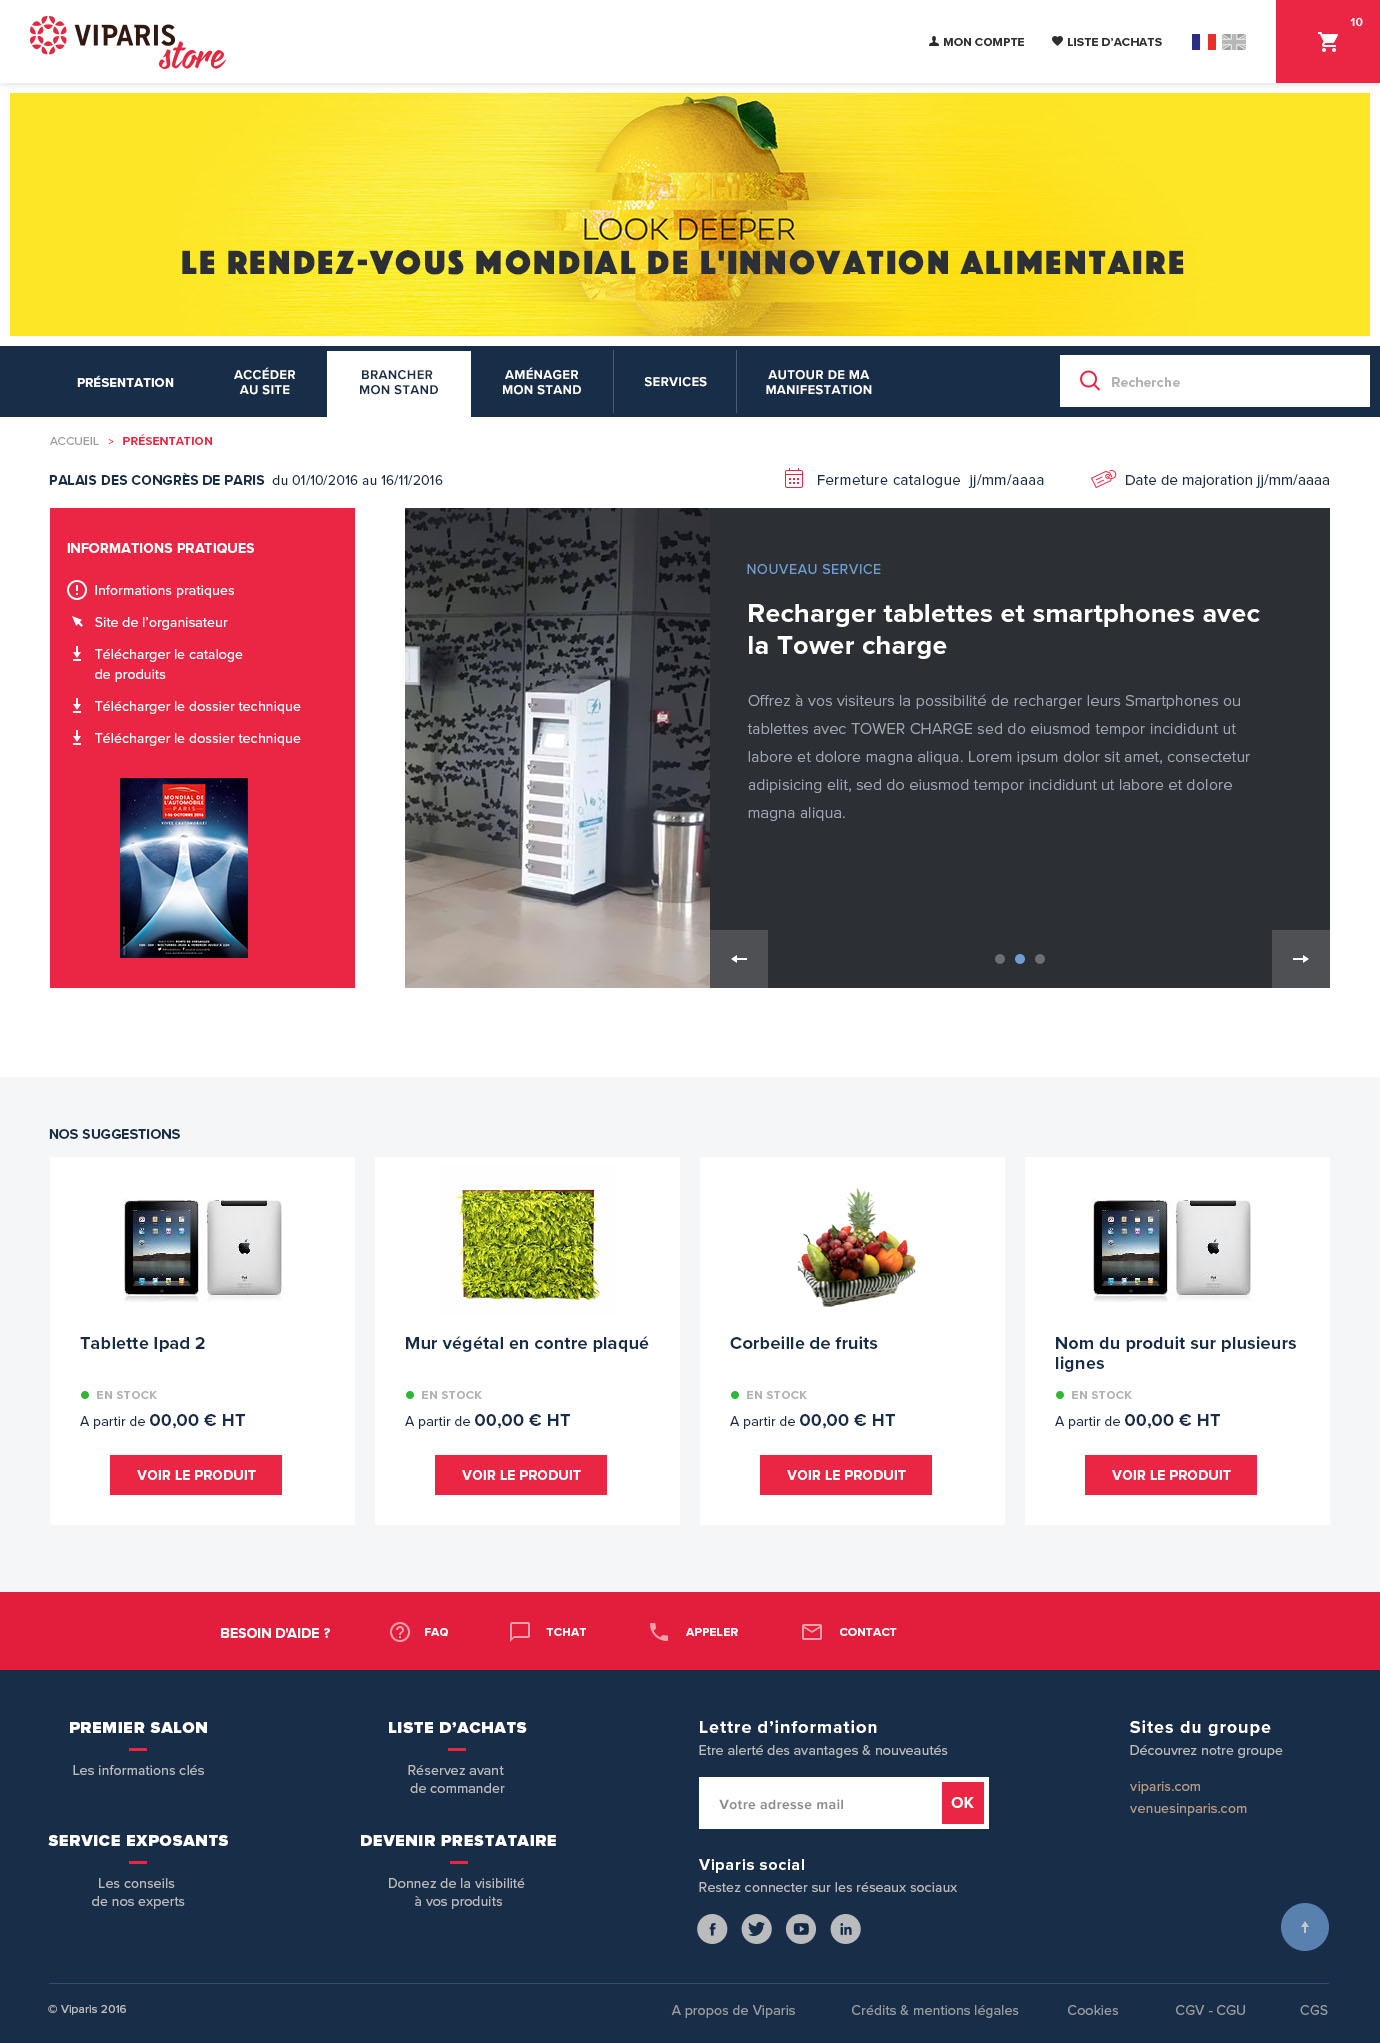 VIPARIS
store
MON COMPTE
LISTE D'ACHATS
10
LOOK DEEPER
LE RENDEZ-VOUS MONDIAL DE L'INNOVATION ALIMENTAIRE
PRÉSENTATION
ACCÉDER
AU SITE
BRANCHER
MON STAND
AMÉNAGER
MON STAND
SERVICES
AUTOUR DE MA
MANIFESTATION
Recherche
ACCUEIL > PRÉSENTATION
PALAIS DES CONGRÈS DE PARIS du 01/10/2016 au 16/11/2016
Fermeture catalogue jj/mm/aaaa
Date de majoration jj/mm/aaaa
INFORMATIONS PRATIQUES
Informations pratiques
Site de l'organisateur
Télécharger le cataloge
de produits
Télécharger le dossier technique
Télécharger le dossier technique
MONDIAL DE
L'AUTOMOBILE
PARIS
1-16 OCTOBRE 2016
VIVEZ L'AUTOMOBILE!
NOUVEAU SERVICE
Recharger tablettes et smartphones avec
la Tower charge
Offrez à vos visiteurs la possibilité de recharger leurs Smartphones ou
tablettes avec TOWER CHARGE sed do eiusmod tempor incididunt ut
labore et dolore magna aliqua. Lorem ipsum dolor sit amet, consectetur
adipisicing elit, sed do eiusmod tempor incididunt ut labore et dolore
magna aliqua.
NOS SUGGESTIONS
Tablette Ipad 2
EN STOCK
A partir de 00,00 € HT
VOIR LE PRODUIT
Mur végétal en contre plaqué
EN STOCK
A partir de 00,00 € HT
VOIR LE PRODUIT
Corbeille de fruits
EN STOCK
A partir de 00,00 € HT
VOIR LE PRODUIT
Nom du produit sur plusieurs
lignes
EN STOCK
A partir de 00,00 € HT
VOIR LE PRODUIT
BESOIN D'AIDE ?
FAQ
TCHAT
APPELER
CONTACT
PREMIER SALON
Les informations clés
LISTE D'ACHATS
Réservez avant
de commander
SERVICE EXPOSANTS
Les conseils
de nos experts
DEVENIR PRESTATAIRE
Donnez de la visibilité
à vos produits
Lettre d'information
Etre alerté des avantages & nouveautés
Votre adresse mail
OK
Viparis social
Restez connecter sur les réseaux sociaux
Sites du groupe
Découvrez notre groupe
viparis.com
venuesinparis.com
© Viparis 2016
A propos de Viparis
Crédits & mentions légales
Cookies
CGV - CGU
CGS